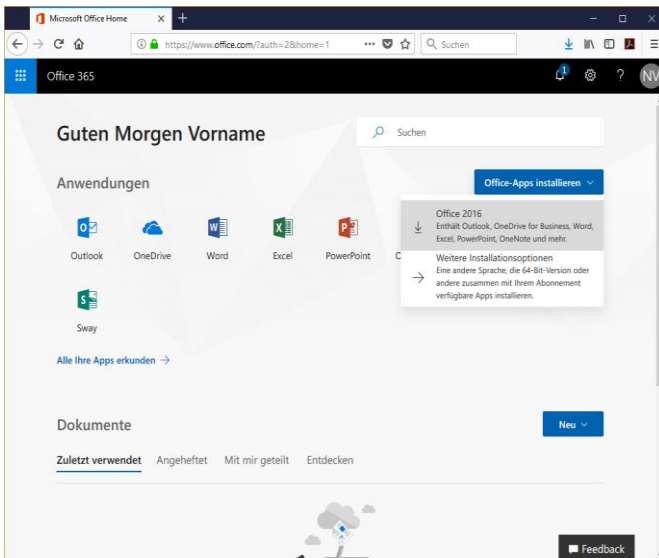 Microsoft Office Home
https://www.office.com/?auth=2&home=1
Suchen
Office 365
1
?
NV
Guten Morgen Vorname
Suchen
Anwendungen
Office-Apps installieren
Office 2016
Enthält Outlook, OneDrive for Business, Word,
Excel, PowerPoint, OneNote und mehr.
Weitere Installationsoptionen
Eine andere Sprache, die 64-Bit-Version oder
andere zusammen mit Ihrem Abonnement
verfügbare Apps installieren.
Outlook
OneDrive
Word
Excel
PowerPoint
Sway
Alle Ihre Apps erkunden →
Dokumente
Neu
Zuletzt verwendet
Angeheftet
Mit mir geteilt
Entdecken
Feedback